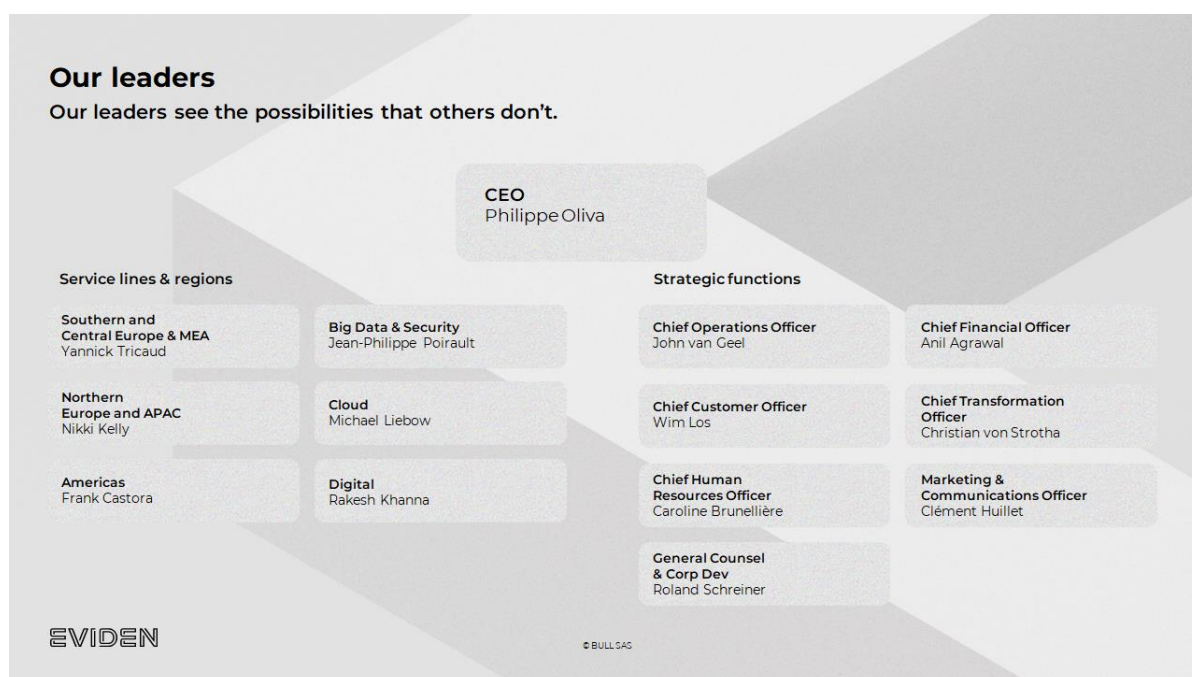 Our leaders
Our leaders see the possibilities that others don’t.
CEO
Philippe Oliva
Service lines & regions
Southern and
Central Europe & MEA
Yannick Tricaud
Big Data & Security
Jean-Philippe Poirault
Northern
Europe and APAC
Nikki Kelly
Cloud
Michael Liebow
Americas
Frank Castora
Digital
Rakesh Khanna
Strategic functions
Chief Operations Officer
John van Geel
Chief Financial Officer
Anil Agrawal
Chief Customer Officer
Wim Los
Chief Transformation
Officer
Christian von Strotha
Chief Human
Resources Officer
Caroline Brunellière
Marketing &
Communications Officer
Clément Huillet
General Counsel
& Corp Dev
Roland Schreiner
EVIDEN
© BULL SAS